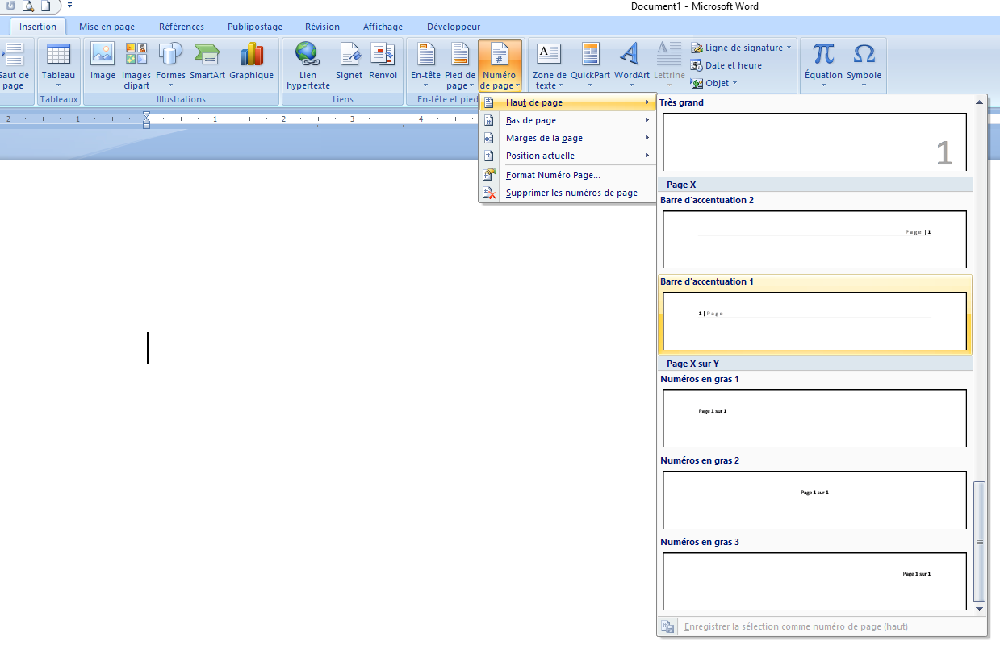 Document1 - Microsoft Word
Insertion Mise en page Références Publipostage Révision Affichage Développeur
Saut de page
Tableau
Image
Images clipart
Formes
SmartArt
Graphique
Lien hypertexte
Signet
Renvoi
En-tête
Pied de page
Numéro de page
Zone de texte
QuickPart
WordArt
Lettrine
Ligne de signature
Date et heure
Objet
Équation
Symbole
Tableaux
Illustrations
Liens
En-tête et pied
2 1 1 2 3 4
Haut de page
Bas de page
Marges de la page
Position actuelle
Format Numéro Page...
Supprimer les numéros de page
Très grand
1
Page X
Barre d'accentuation 2
Page | 1
Barre d'accentuation 1
1 | Page
Page X sur Y
Numéros en gras 1
Page 1 sur 1
Numéros en gras 2
Page 1 sur 1
Numéros en gras 3
Page 1 sur 1
Enregistrer la sélection comme numéro de page (haut)